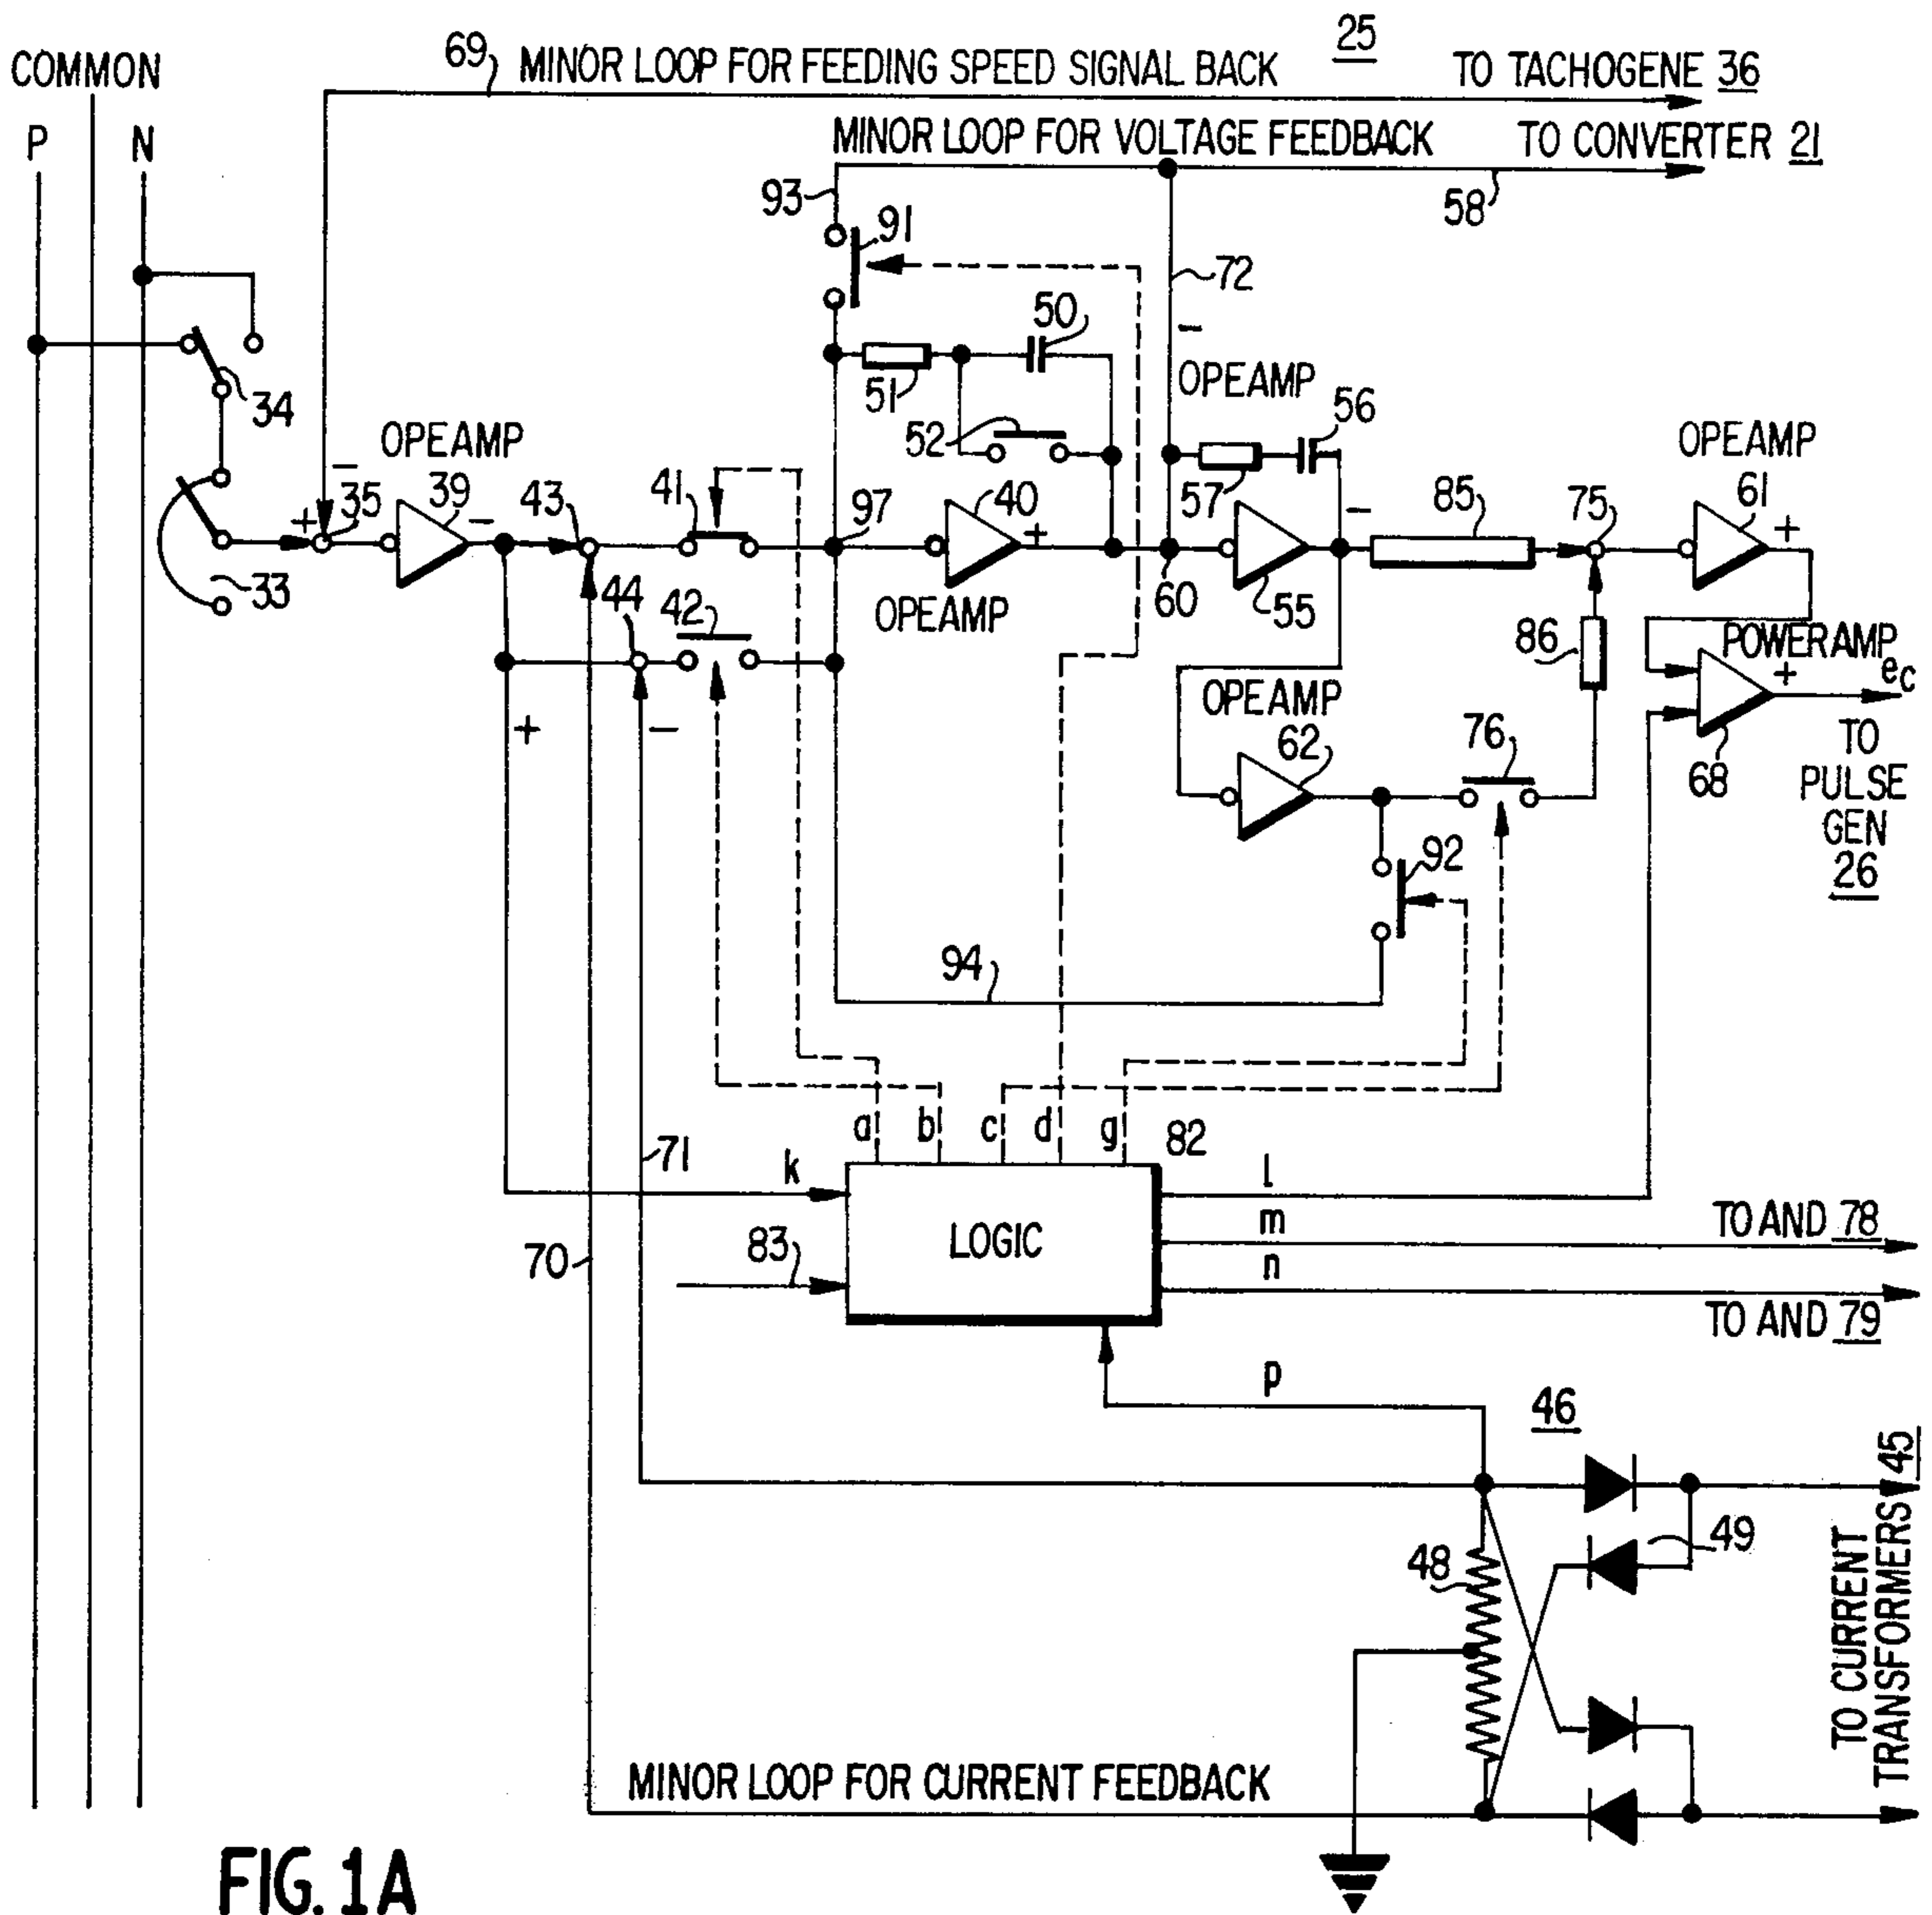 COMMON
P
N
69
MINOR LOOP FOR FEEDING SPEED SIGNAL BACK
25
TO TACHOGENE 36
MINOR LOOP FOR VOLTAGE FEEDBACK
TO CONVERTER 21
58
93
91
72
−
50
51
52
OPEAMP
56
57
34
33
−
+
35
OPEAMP
39
−
43
41
97
40
+
OPEAMP
60
55
−
85
75
OPEAMP
61
+
44
42
+
−
86
POWER AMP
+
ec
68
TO
PULSE
GEN
26
OPEAMP
62
76
92
94
a
b
c
d
g
82
71
k
83
LOGIC
l
m
n
TO AND 78
TO AND 79
70
p
46
48
49
TO CURRENT
TRANSFORMERS 45
MINOR LOOP FOR CURRENT FEEDBACK
FIG. 1A